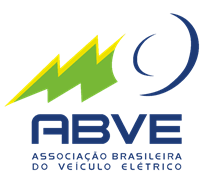 ABVE
ASSOCIAÇÃO BRASILEIRA
DO VEÍCULO ELÉTRICO